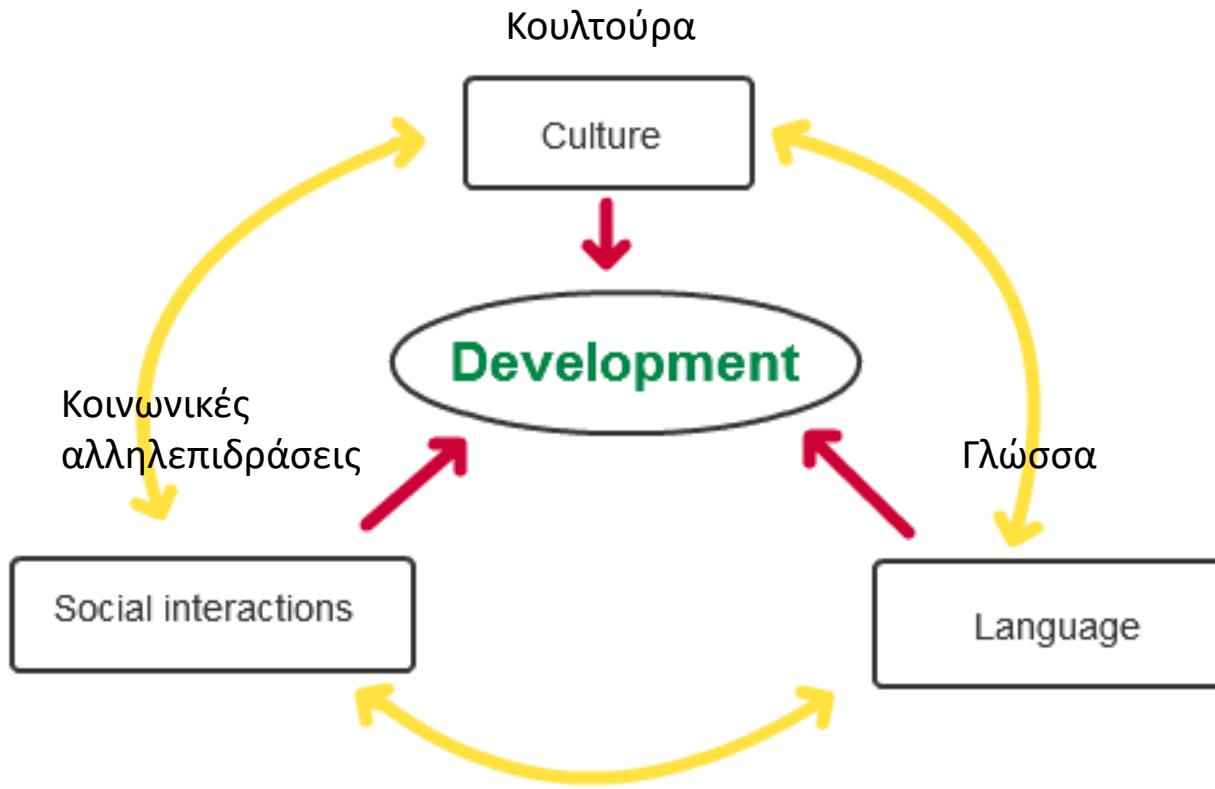 Κουλτούρα
Culture
Development
Κοινωνικές
αλληλεπιδράσεις
Γλώσσα
Social interactions
Language